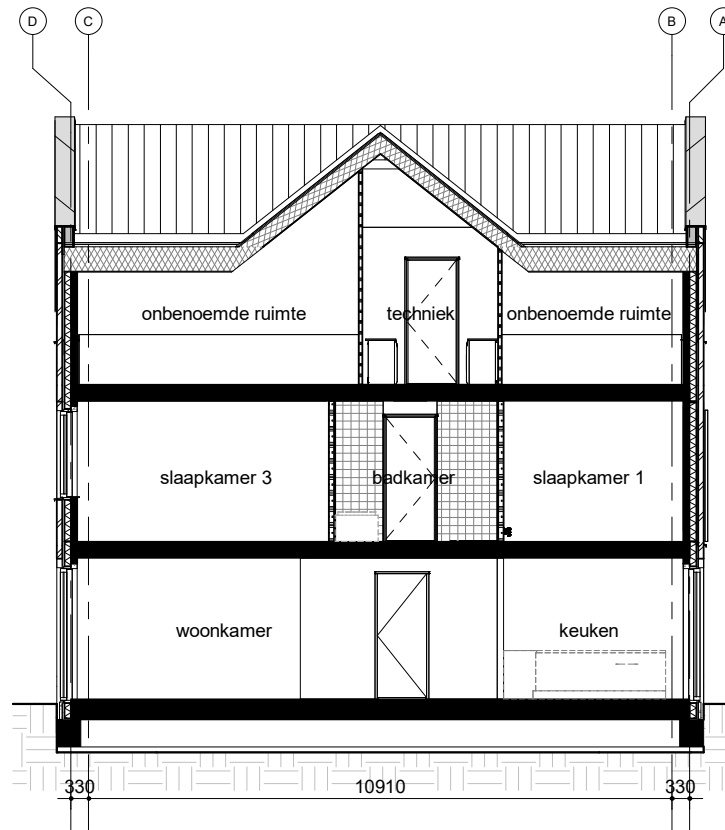 D C B A
onbenoemde ruimte techniek onbenoemde ruimte
slaapkamer 3 badkamer slaapkamer 1
woonkamer keuken
330 10910 330